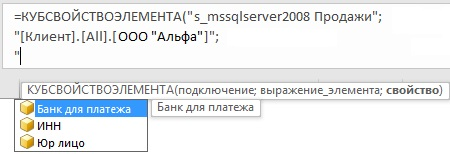 =КУБСВОЙСТВОЭЛЕМЕНТА("s_mssqlserver2008 Продажи";
"[Клиент].[All].[ООО "Альфа"]";
"
КУБСВОЙСТВОЭЛЕМЕНТА(подключение; выражение_элемента; свойство)
Банк для платежа Банк для платежа
ИНН
Юр лицо